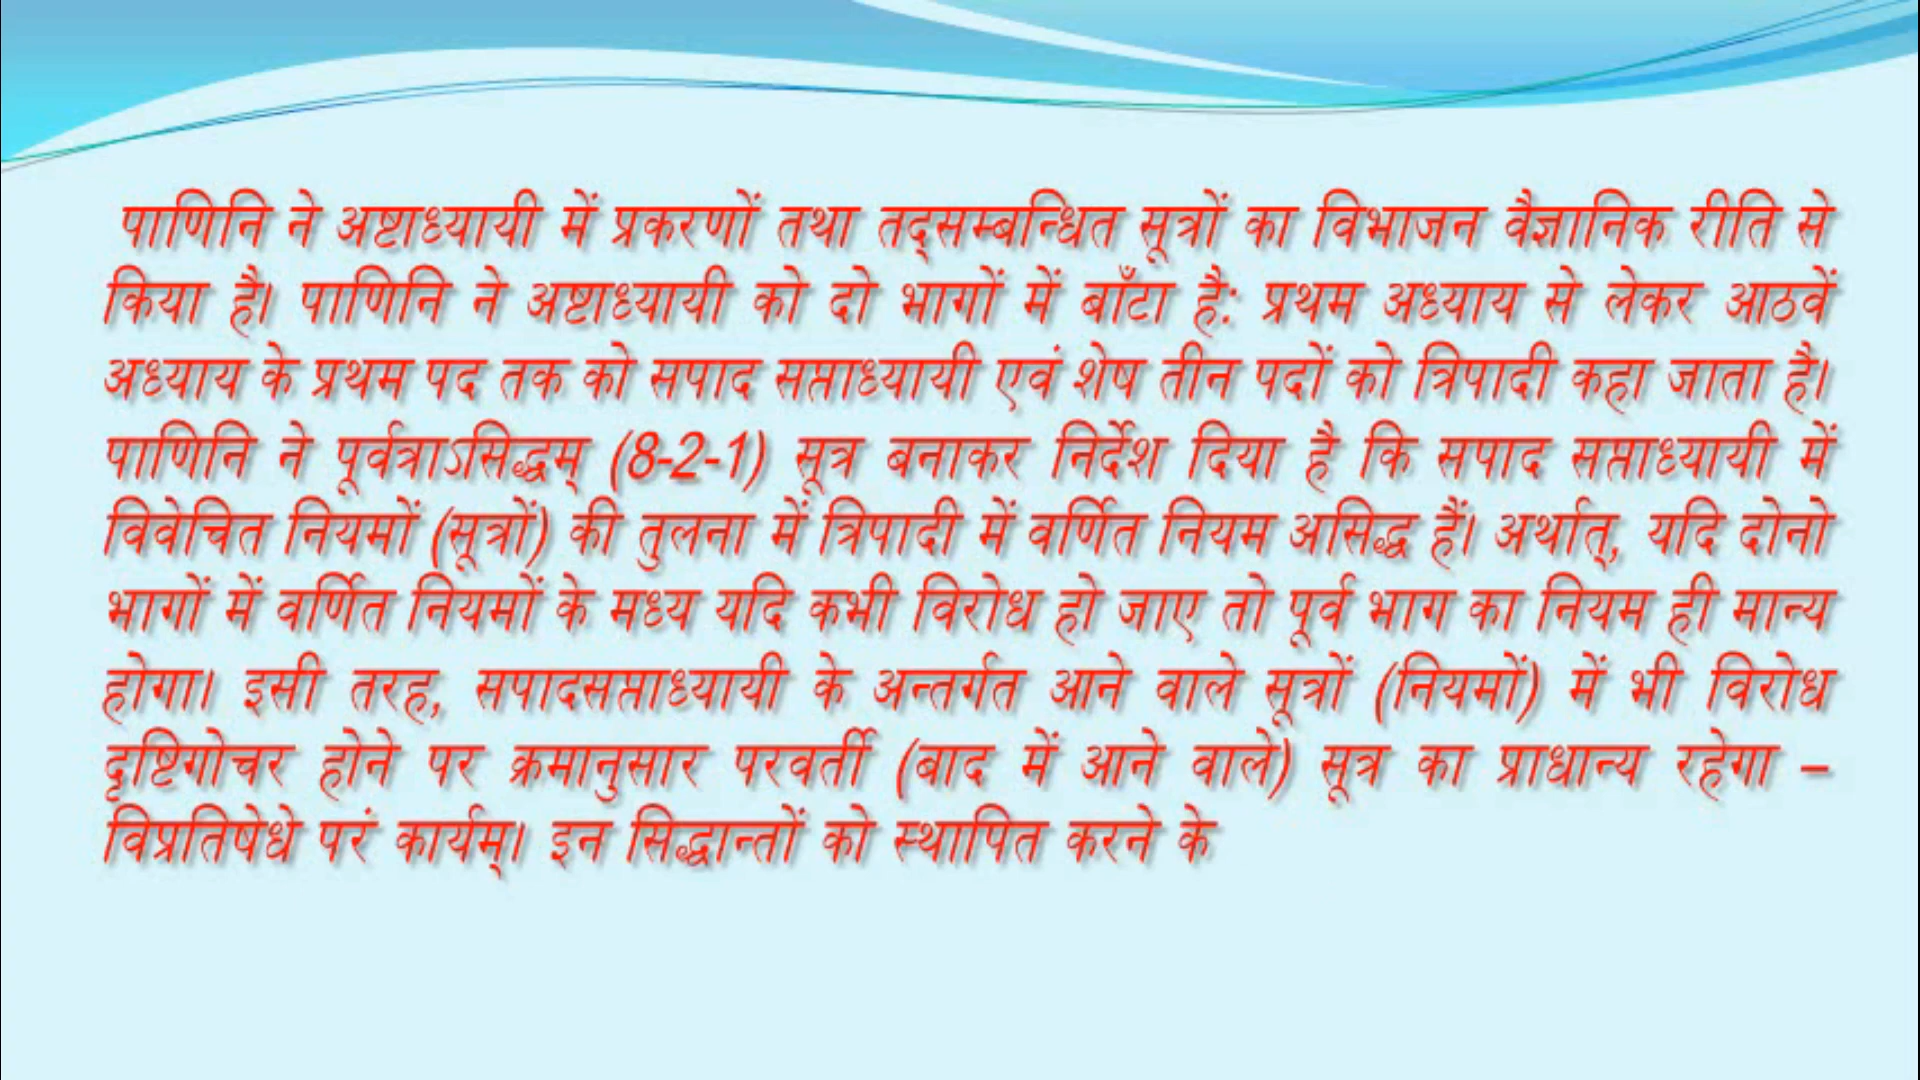 पाणिनि ने अष्टाध्यायी में प्रकरणों तथा तद्सम्बन्धित सूत्रों का विभाजन वैज्ञानिक रीति से
किया है। पाणिनि ने अष्टाध्यायी को दो भागों में बाँटा है: प्रथम अध्याय से लेकर आठवें
अध्याय के प्रथम पद तक को सपाद सप्ताध्यायी एवं शेष तीन पदों को त्रिपादी कहा जाता है।
पाणिनि ने पूर्वत्राऽसिद्धम् (8-2-1) सूत्र बनाकर निर्देश दिया है कि सपाद सप्ताध्यायी में
विवेचित नियमों (सूत्रों) की तुलना में त्रिपादी में वर्णित नियम असिद्ध हैं। अर्थात्, यदि दोनो
भागों में वर्णित नियमों के मध्य यदि कभी विरोध हो जाए तो पूर्व भाग का नियम ही मान्य
होगा। इसी तरह, सपादसप्ताध्यायी के अन्तर्गत आने वाले सूत्रों (नियमों) में भी विरोध
दृष्टिगोचर होने पर क्रमानुसार परवर्ती (बाद में आने वाले) सूत्र का प्राधान्य रहेगा –
विप्रतिषेधे परं कार्यम्। इन सिद्धान्तों को स्थापित करने के